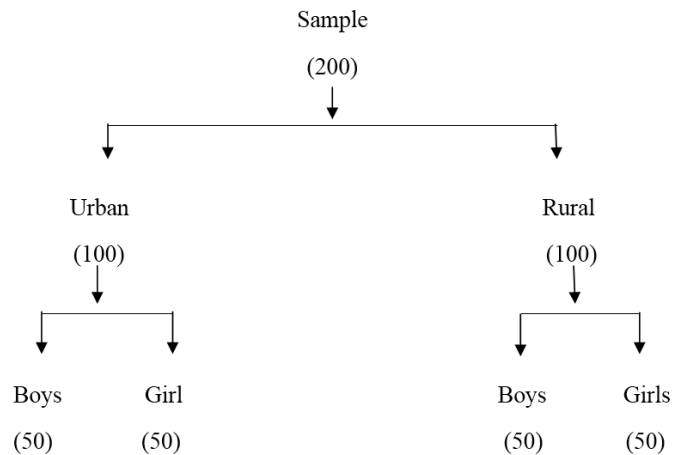 Sample
(200)
Urban Rural
(100) (100)
Boys Girl Boys Girls
(50) (50) (50) (50)